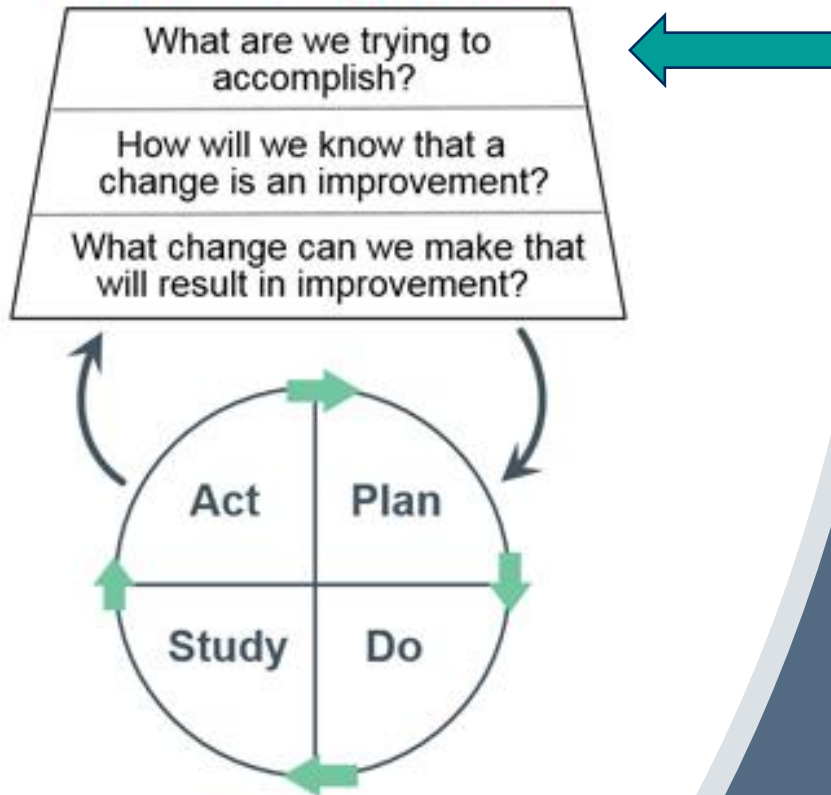 What are we trying to
accomplish?
How will we know that a
change is an improvement?
What change can we make that
will result in improvement?
Act
Plan
Study
Do